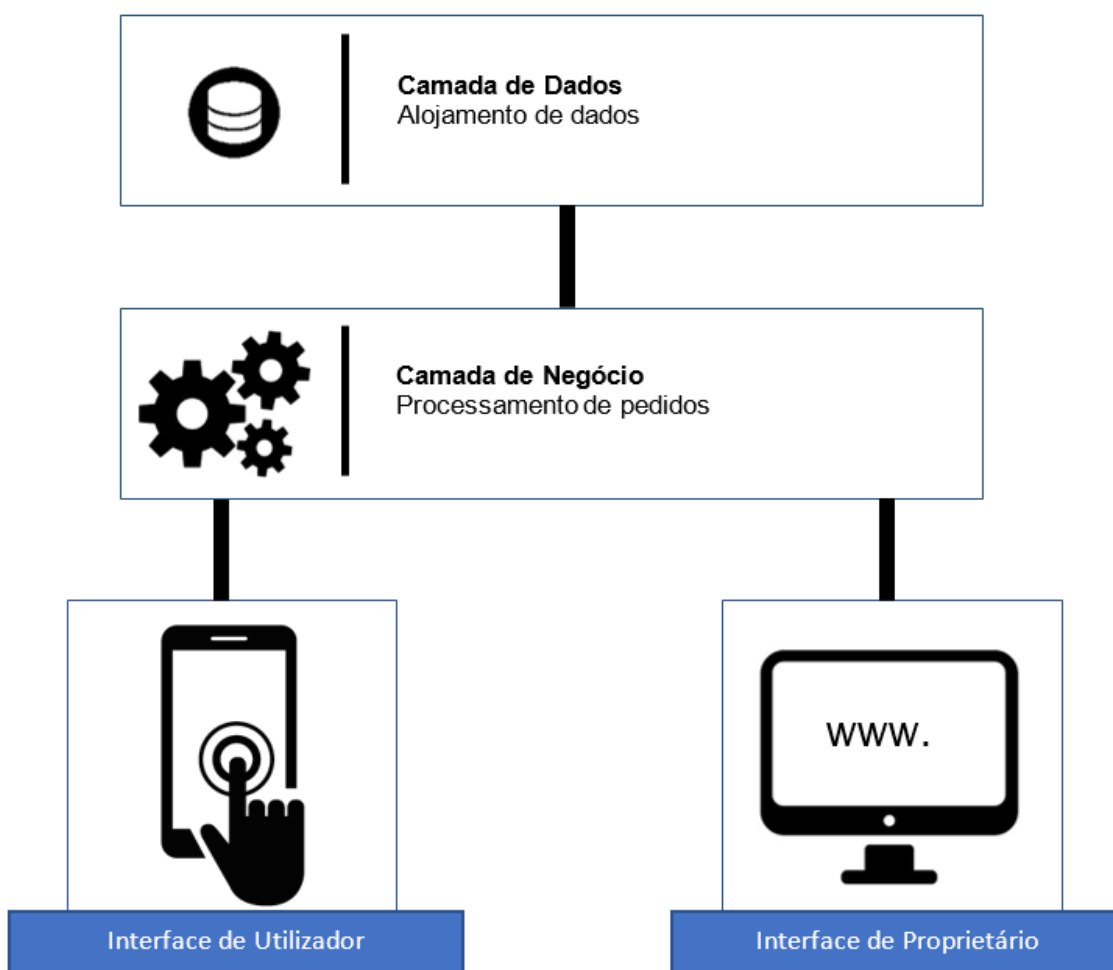 Camada de Dados
Alojamento de dados
Camada de Negócio
Processamento de pedidos
www.
Interface de Utilizador
Interface de Proprietário